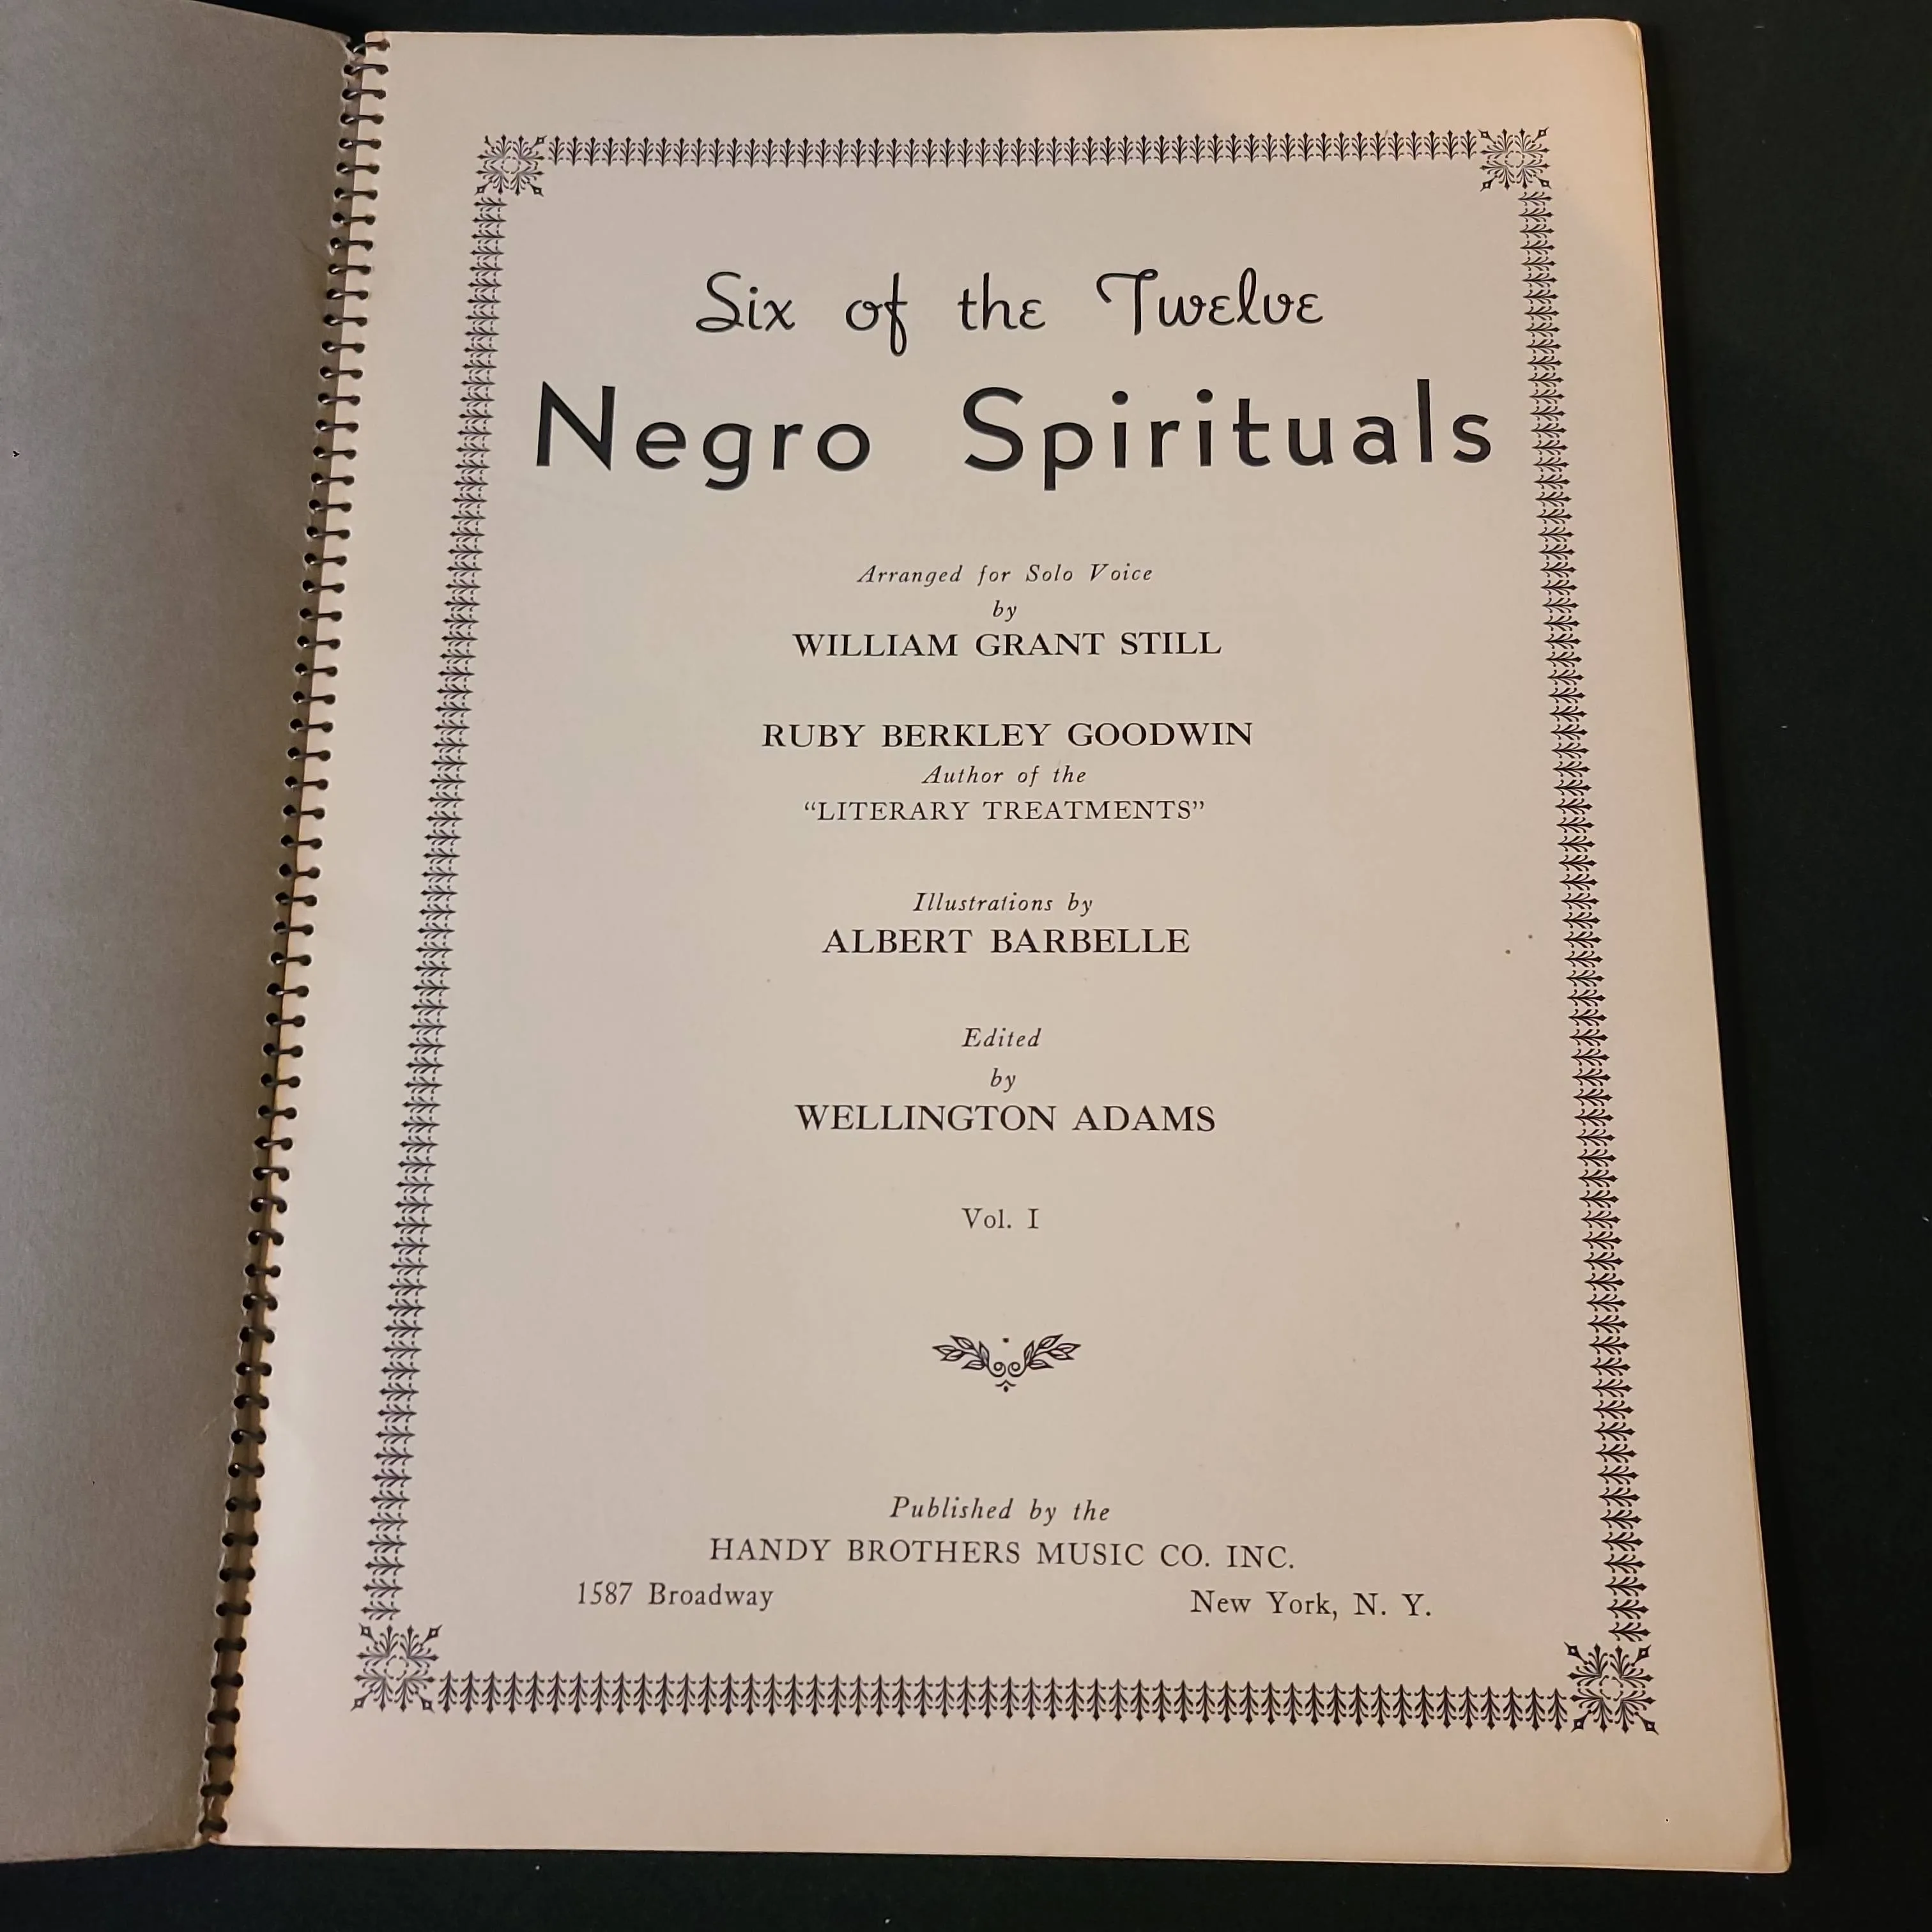 Six of the Twelve
Negro Spirituals
Arranged for Solo Voice
by
WILLIAM GRANT STILL
RUBY BERKLEY GOODWIN
Author of the
“LITERARY TREATMENTS”
Illustrations by
ALBERT BARBELLE
Edited
by
WELLINGTON ADAMS
Vol. I
Published by the
HANDY BROTHERS MUSIC CO. INC.
1587 Broadway New York, N. Y.